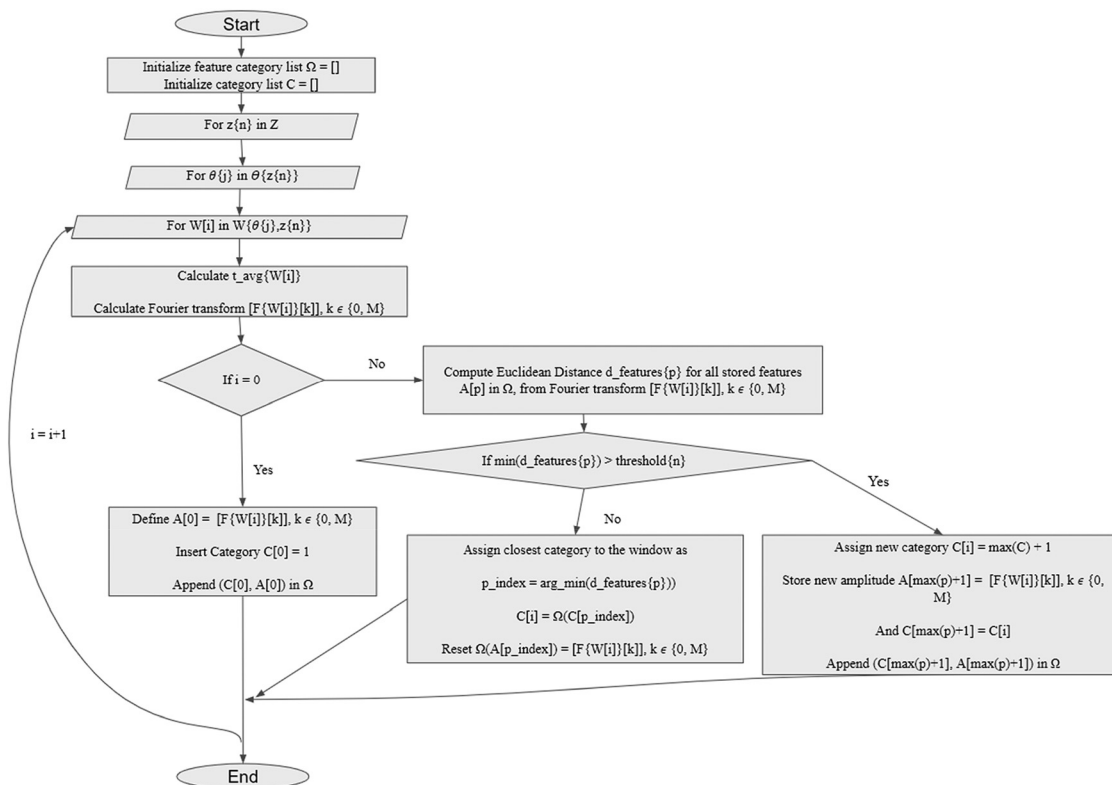 Start
Initialize feature category list Ω = []
Initialize category list C = []
For z{n} in Z
For θ{j} in Θ{z{n}}
For W[i] in W{θ{j},z{n}}
Calculate t_avg{W[i]}
Calculate Fourier transform [F{W[i]}[k]], k ϵ {0, M}
If i = 0
No
Compute Euclidean Distance d_features{p} for all stored features
A[p] in Ω, from Fourier transform [F{W[i]}[k]], k ϵ {0, M}
i = i+1
If min(d_features{p}) > threshold{n}
Yes
Yes
No
Define A[0] =  [F{W[i]}[k]], k ϵ {0, M}
Insert Category C[0] = 1
Append (C[0], A[0]) in Ω
Assign closest category to the window as
p_index = arg_min(d_features{p}))
C[i] = Ω(C[p_index])
Reset Ω(A[p_index]) = [F{W[i]}[k]], k ϵ {0, M}
Assign new category C[i] = max(C) + 1
Store new amplitude A[max(p)+1] =  [F{W[i]}[k]], k ϵ {0,
M}
And C[max(p)+1] = C[i]
Append (C[max(p)+1], A[max(p)+1]) in Ω
End